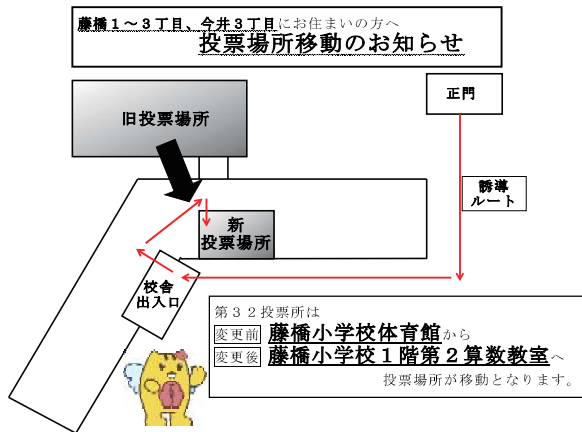 藤橋1～3丁目、今井3丁目にお住まいの方へ
投票場所移動のお知らせ
旧投票場所
正門
誘導
ルート
新
投票場所
校舎
出入口
第32投票所は
変更前 藤橋小学校体育館から
変更後 藤橋小学校1階第2算数教室へ
投票場所が移動となります。